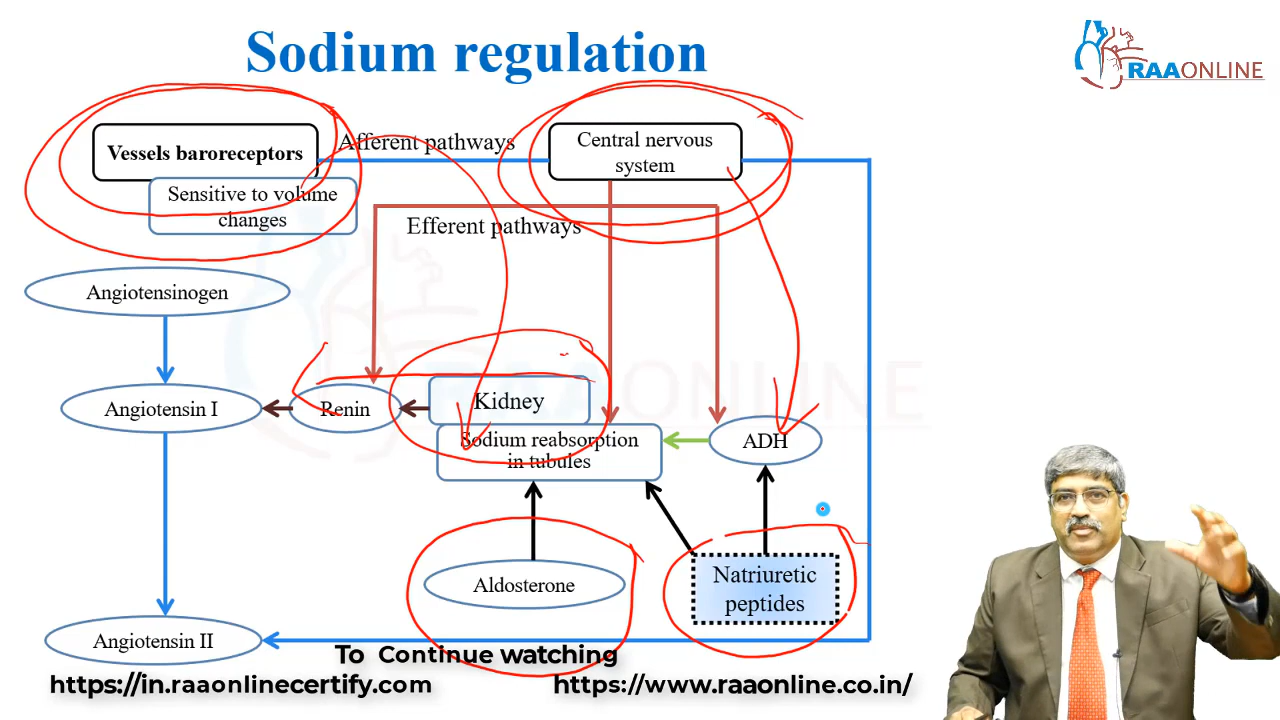 Sodium regulation
RAAONLINE
Vessels baroreceptors
Afferent pathways
Central nervous
system
Sensitive to volume
changes
Efferent pathways
Angiotensinogen
RAAONLINE
Angiotensin I
Renin
Kidney
Sodium reabsorption
in tubules
ADH
Aldosterone
Natriuretic
peptides
Angiotensin II
To Continue watching
https://in.raaonlinecertify.com
https://www.raaonline.co.in/